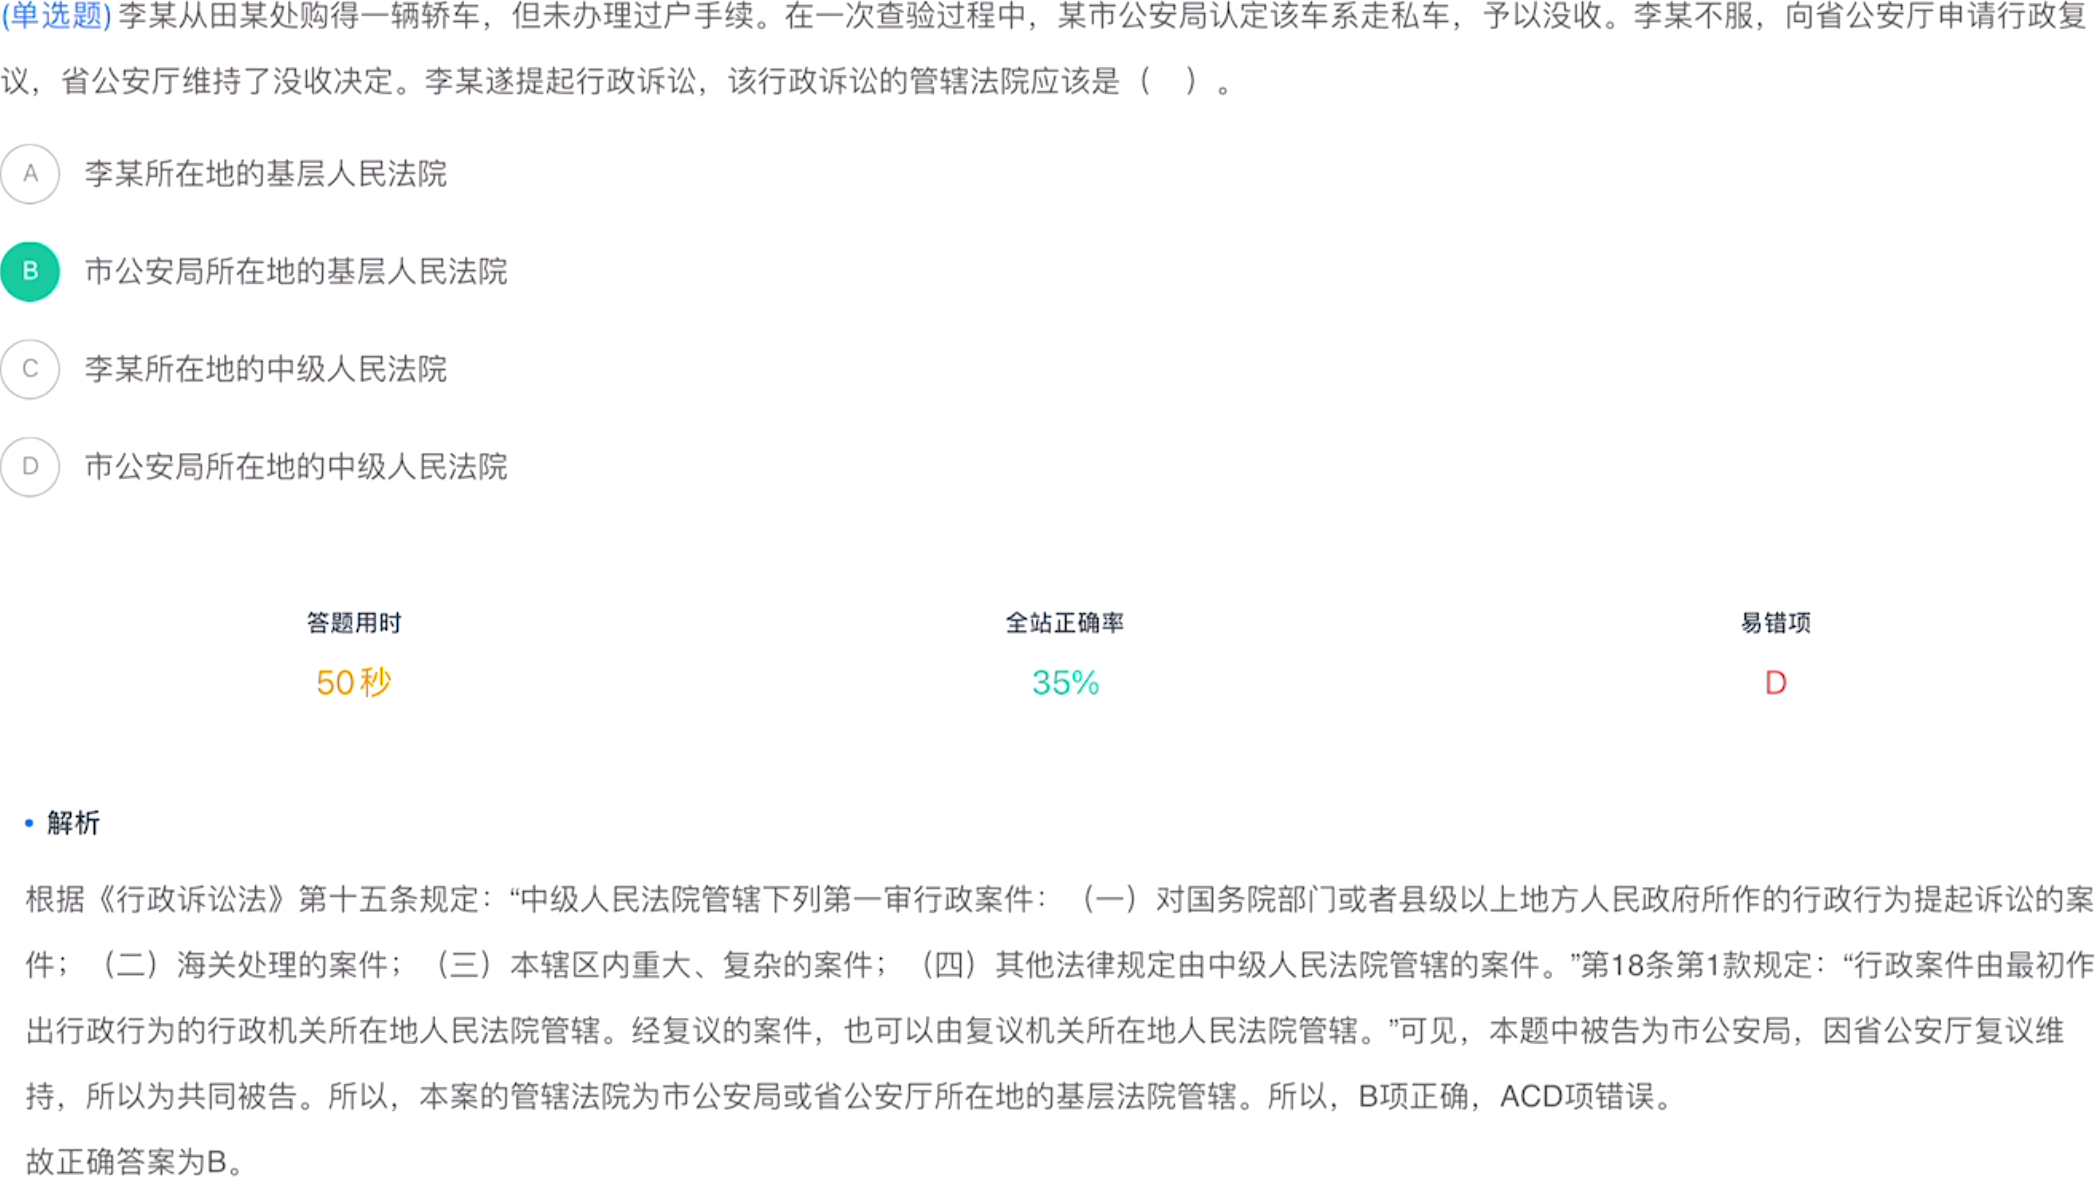 (单选题) 李某从田某处购得一辆轿车，但未办理过户手续。在一次查验过程中，某市公安局认定该车系走私车，予以没收。李某不服，向省公安厅申请行政复
议，省公安厅维持了没收决定。李某遂提起行政诉讼，该行政诉讼的管辖法院应该是（　）。
A 李某所在地的基层人民法院
B 市公安局所在地的基层人民法院
C 李某所在地的中级人民法院
D 市公安局所在地的中级人民法院
答题用时 全站正确率 易错项
50秒 35% D
• 解析
根据《行政诉讼法》第十五条规定：“中级人民法院管辖下列第一审行政案件：（一）对国务院部门或者县级以上地方人民政府所作的行政行为提起诉讼的案
件；（二）海关处理的案件；（三）本辖区内重大、复杂的案件；（四）其他法律规定由中级人民法院管辖的案件。”第18条第1款规定：“行政案件由最初作
出行政行为的行政机关所在地人民法院管辖。经复议的案件，也可以由复议机关所在地人民法院管辖。”可见，本题中被告为市公安局，因省公安厅复议维
持，所以为共同被告。所以，本案的管辖法院为市公安局或省公安厅所在地的基层法院管辖。所以，B项正确，ACD项错误。
故正确答案为B。